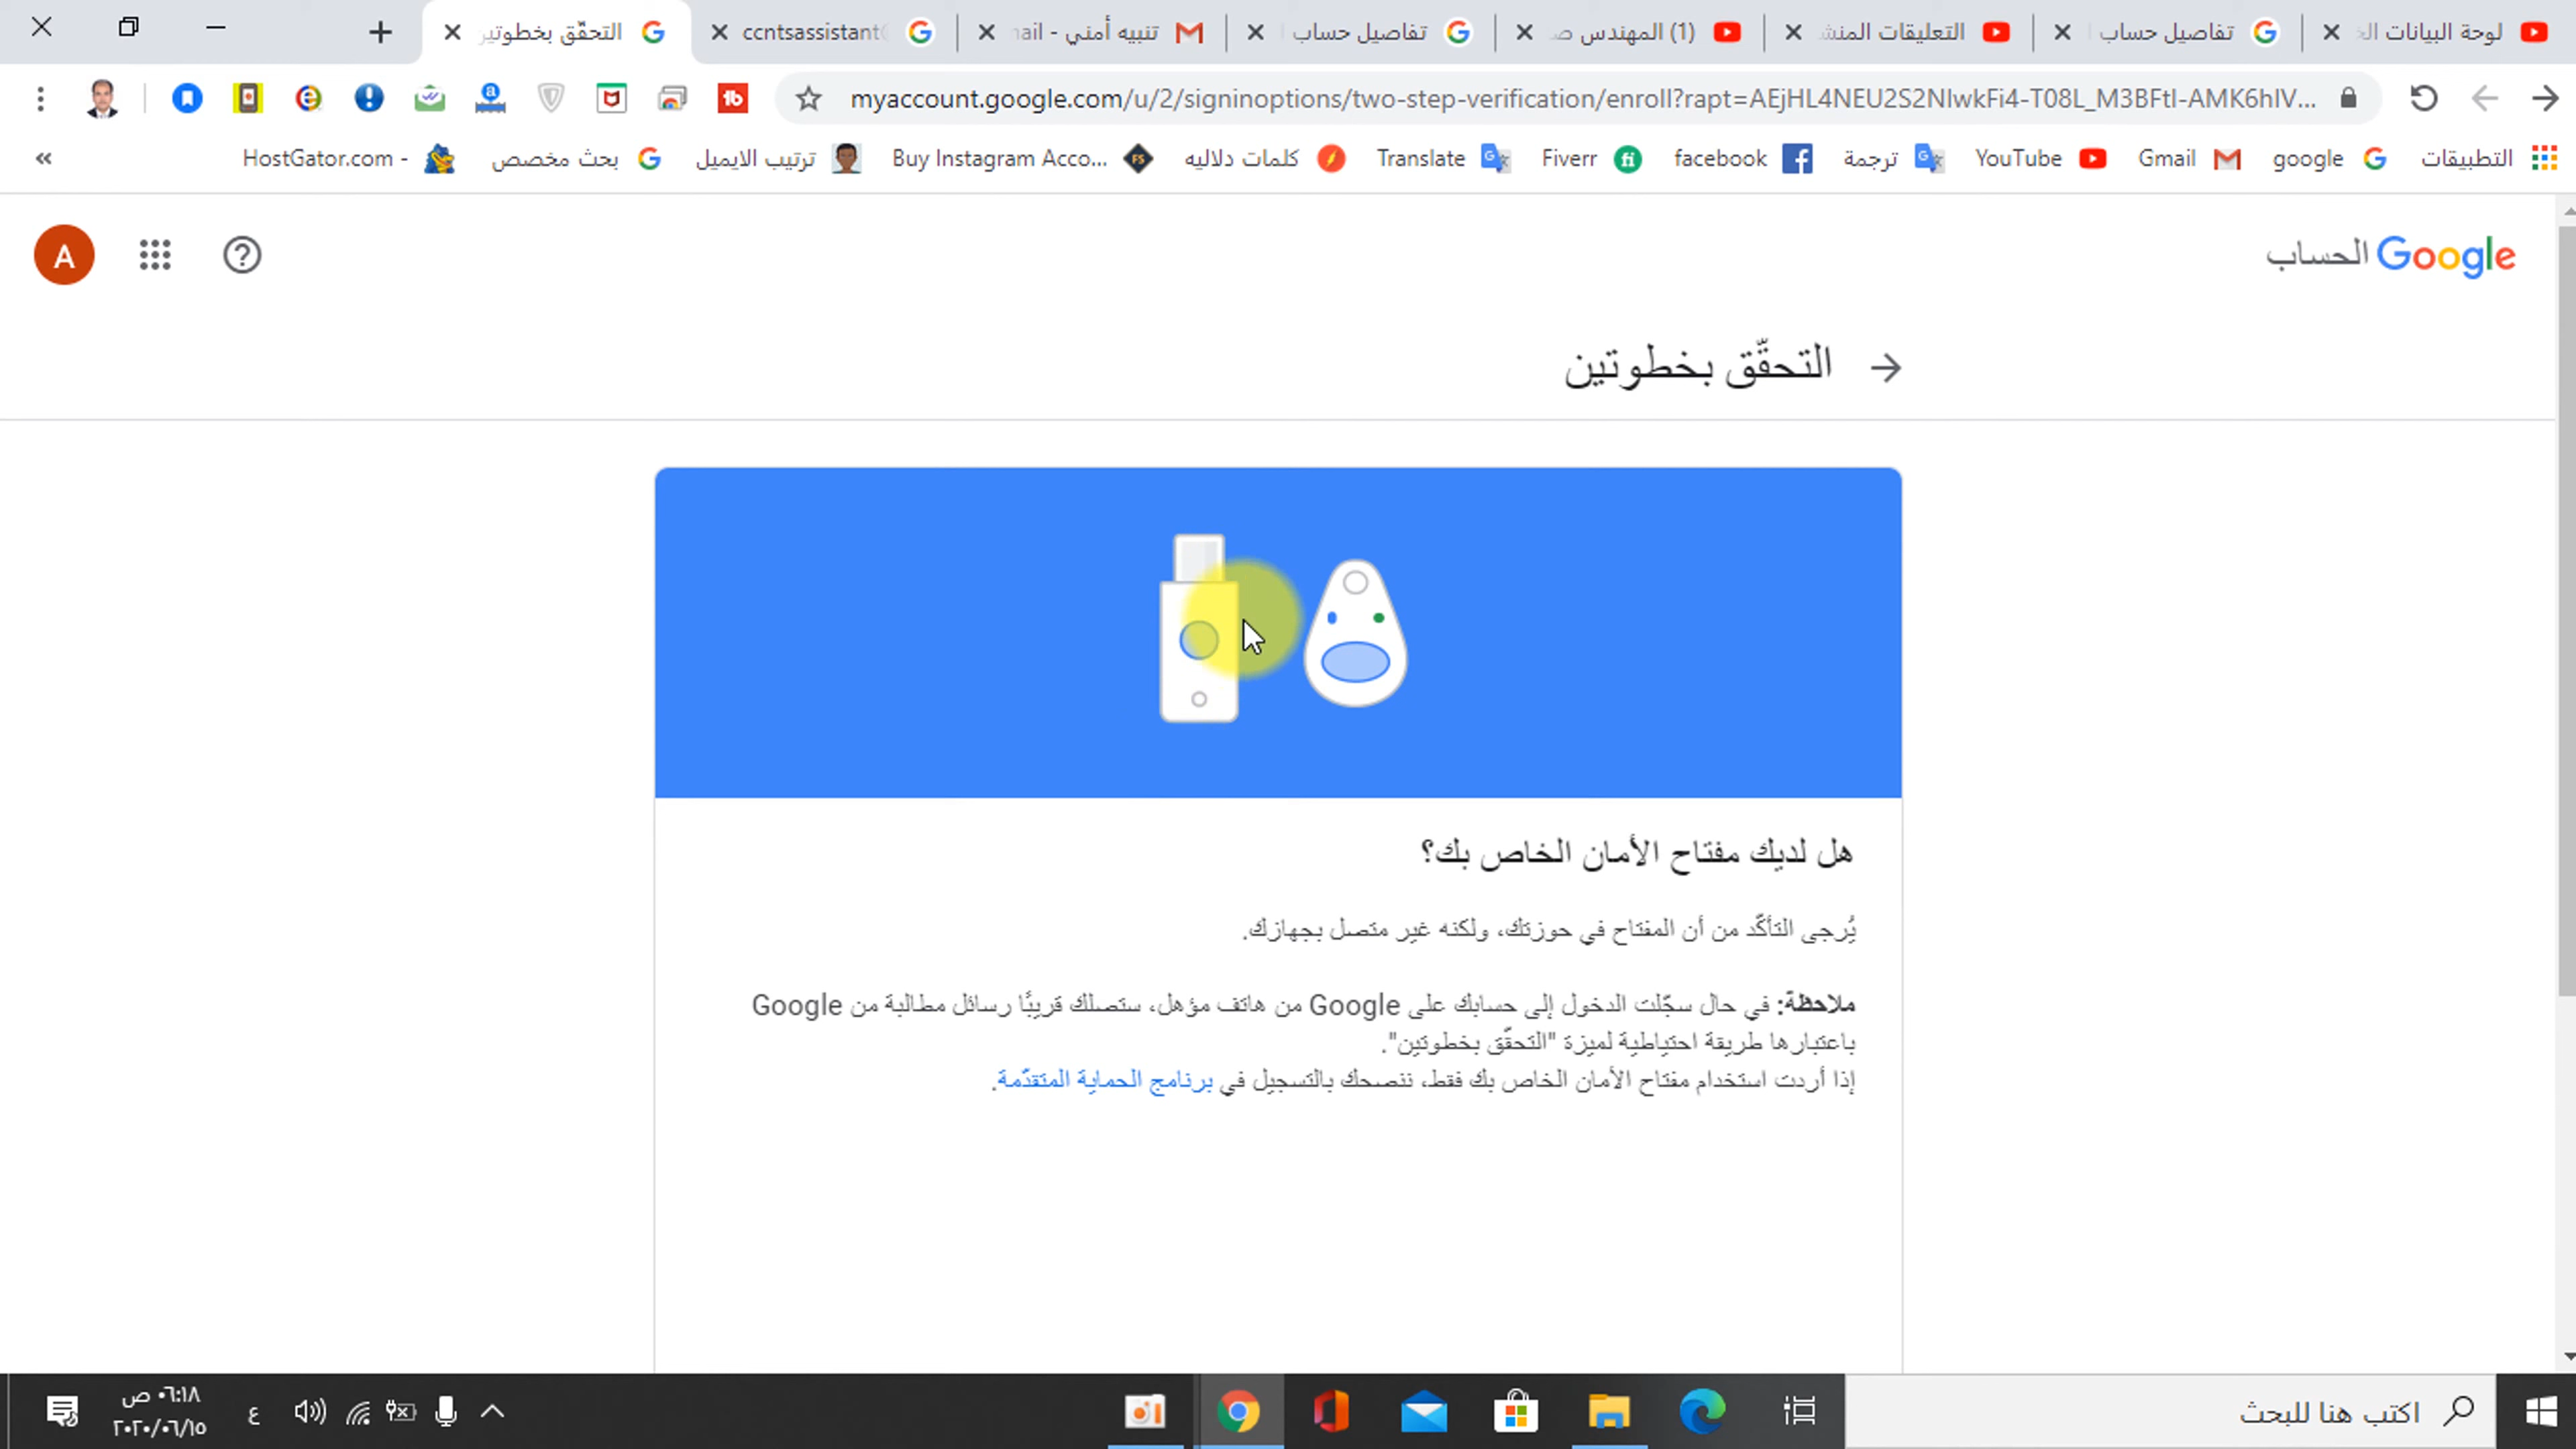 لوحة البيانات
تفاصيل حساب
التعليقات المنش
(1) المهندس ص
تفاصيل حساب
تنبيه أمني - ail
ccntsassistant
التحقّق بخطوتين
myaccount.google.com/u/2/signinoptions/two-step-verification/enroll?rapt=AEjHL4NEU2S2NIwkFi4-T08L_M3BFtI-AMK6hIV...
التطبيقات
google
Gmail
YouTube
ترجمة
facebook
Fiverr
Translate
كلمات دلاليه
Buy Instagram Acco...
ترتيب الايميل
بحث مخصص
HostGator.com -
Google الحساب
A
التحقّق بخطوتين
هل لديك مفتاح الأمان الخاص بك؟
يُرجى التأكّد من أن المفتاح في حوزتك، ولكنه غير متصل بجهازك.
ملاحظة: في حال سجّلت الدخول إلى حسابك على Google من هاتف مؤهل، ستصلك قريبًا رسائل مطالبة من Google
باعتبارها طريقة احتياطية لميزة "التحقّق بخطوتين".
إذا أردت استخدام مفتاح الأمان الخاص بك فقط، ننصحك بالتسجيل في برنامج الحماية المتقدّمة.
اكتب هنا للبحث
ع
٠٦:١٨ ص
٢٠٢٠/٠٦/١٥